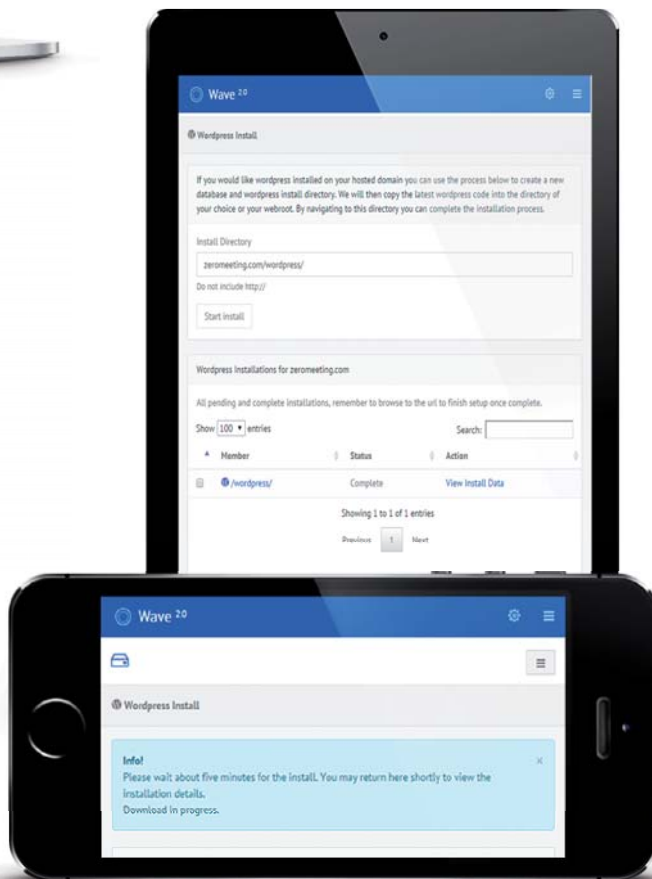 Wave 2.0
Wordpress Install
If you would like wordpress installed on your hosted domain you can use the process below to create a new
database and wordpress install directory. We will then copy the latest wordpress code into the directory of
your choice or your webroot. By navigating to this directory you can complete the installation process.
Install Directory
zeromeeting.com/wordpress/
Do not include http://
Start install
Wordpress Installations for zeromeeting.com
All pending and complete installations, remember to browse to the url to finish setup once complete.
Show 100 entries Search:
Member Status Action
/wordpress/ Complete View Install Data
Showing 1 to 1 of 1 entries
Previous 1 Next
Wave 2.0
Wordpress Install
Info! ×
Please wait about five minutes for the install. You may return here shortly to view the
installation details.
Download in progress.